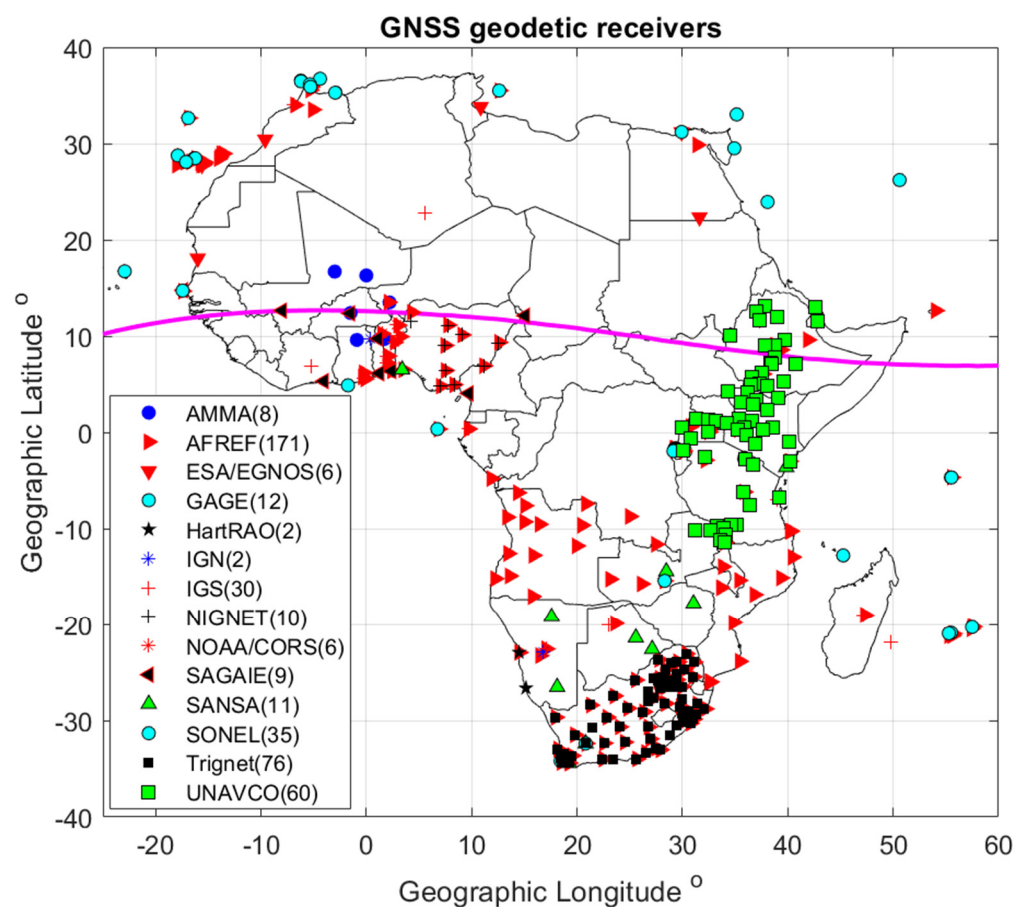 GNSS geodetic receivers
40
30
20
10
0
-10
-20
-30
-40
Geographic Latitude o
AMMA(8)
AFREF(171)
ESA/EGNOS(6)
GAGE(12)
HartRAO(2)
IGN(2)
IGS(30)
NIGNET(10)
NOAA/CORS(6)
SAGAIE(9)
SANSA(11)
SONEL(35)
Trignet(76)
UNAVCO(60)
-20 -10 0 10 20 30 40 50 60
Geographic Longitude o